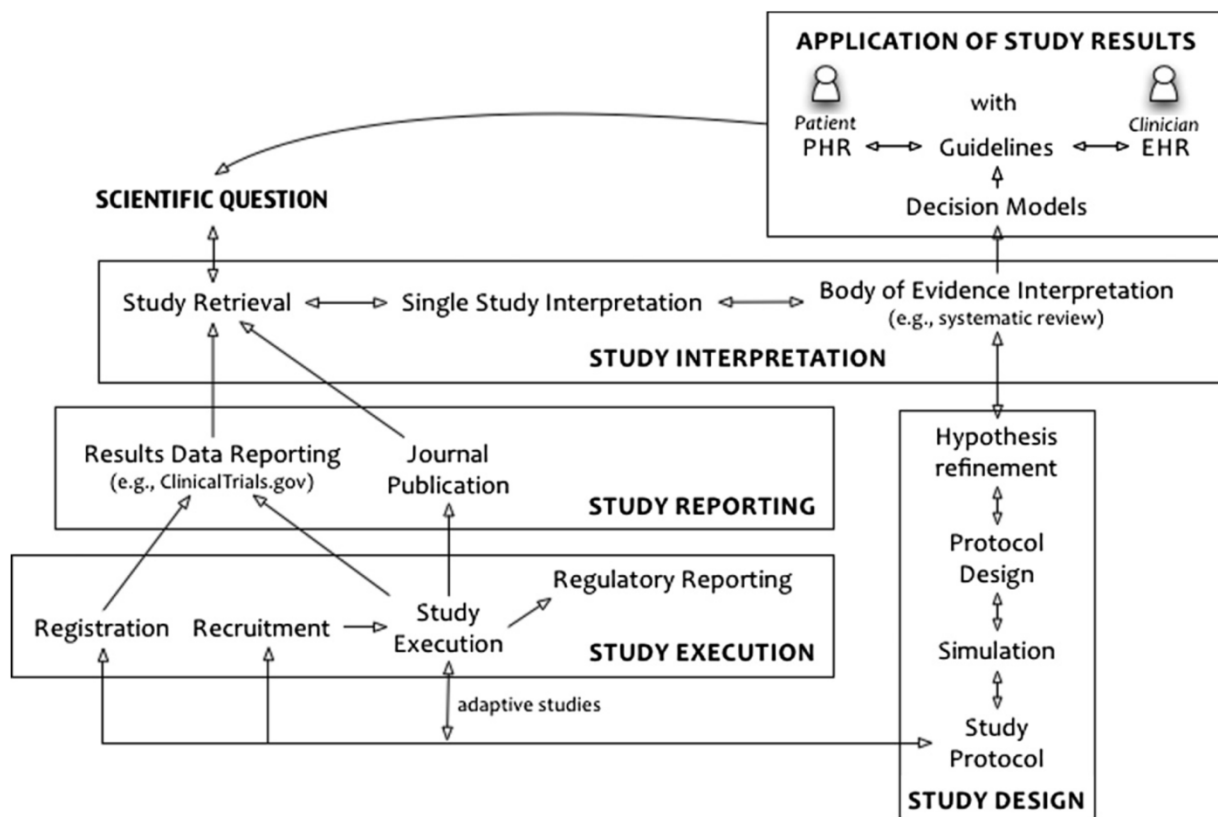 APPLICATION OF STUDY RESULTS
with
Patient
PHR
Guidelines
Clinician
EHR
Decision Models
SCIENTIFIC QUESTION
Study Retrieval
Single Study Interpretation
Body of Evidence Interpretation
(e.g., systematic review)
STUDY INTERPRETATION
Results Data Reporting
(e.g., ClinicalTrials.gov)
Journal
Publication
STUDY REPORTING
Registration
Recruitment
Study
Execution
Regulatory Reporting
STUDY EXECUTION
adaptive studies
Hypothesis
refinement
Protocol
Design
Simulation
Study
Protocol
STUDY DESIGN